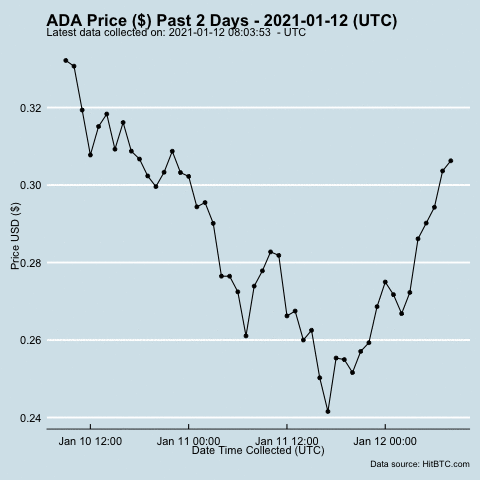 ADA Price ($) Past 2 Days - 2021-01-12 (UTC)
Latest data collected on: 2021-01-12 08:03:53  - UTC
Price USD ($)
0.32
0.30
0.28
0.26
0.24
Jan 10 12:00
Jan 11 00:00
Jan 11 12:00
Jan 12 00:00
Date Time Collected (UTC)
Data source: HitBTC.com